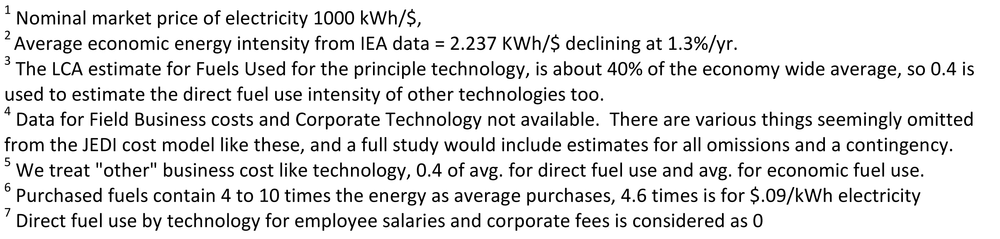 1 Nominal market price of electricity 1000 kWh/$,
2 Average economic energy intensity from IEA data = 2.237 KWh/$ declining at 1.3%/yr.
3 The LCA estimate for Fuels Used for the principle technology, is about 40% of the economy wide average, so 0.4 is
used to estimate the direct fuel use intensity of other technologies too.
4 Data for Field Business costs and Corporate Technology not available.  There are various things seemingly omitted
from the JEDI cost model like these, and a full study would include estimates for all omissions and a contingency.
5 We treat "other" business cost like technology, 0.4 of avg. for direct fuel use and avg. for economic fuel use.
6 Purchased fuels contain 4 to 10 times the energy as average purchases, 4.6 times is for $.09/kWh electricity
7 Direct fuel use by technology for employee salaries and corporate fees is considered as 0